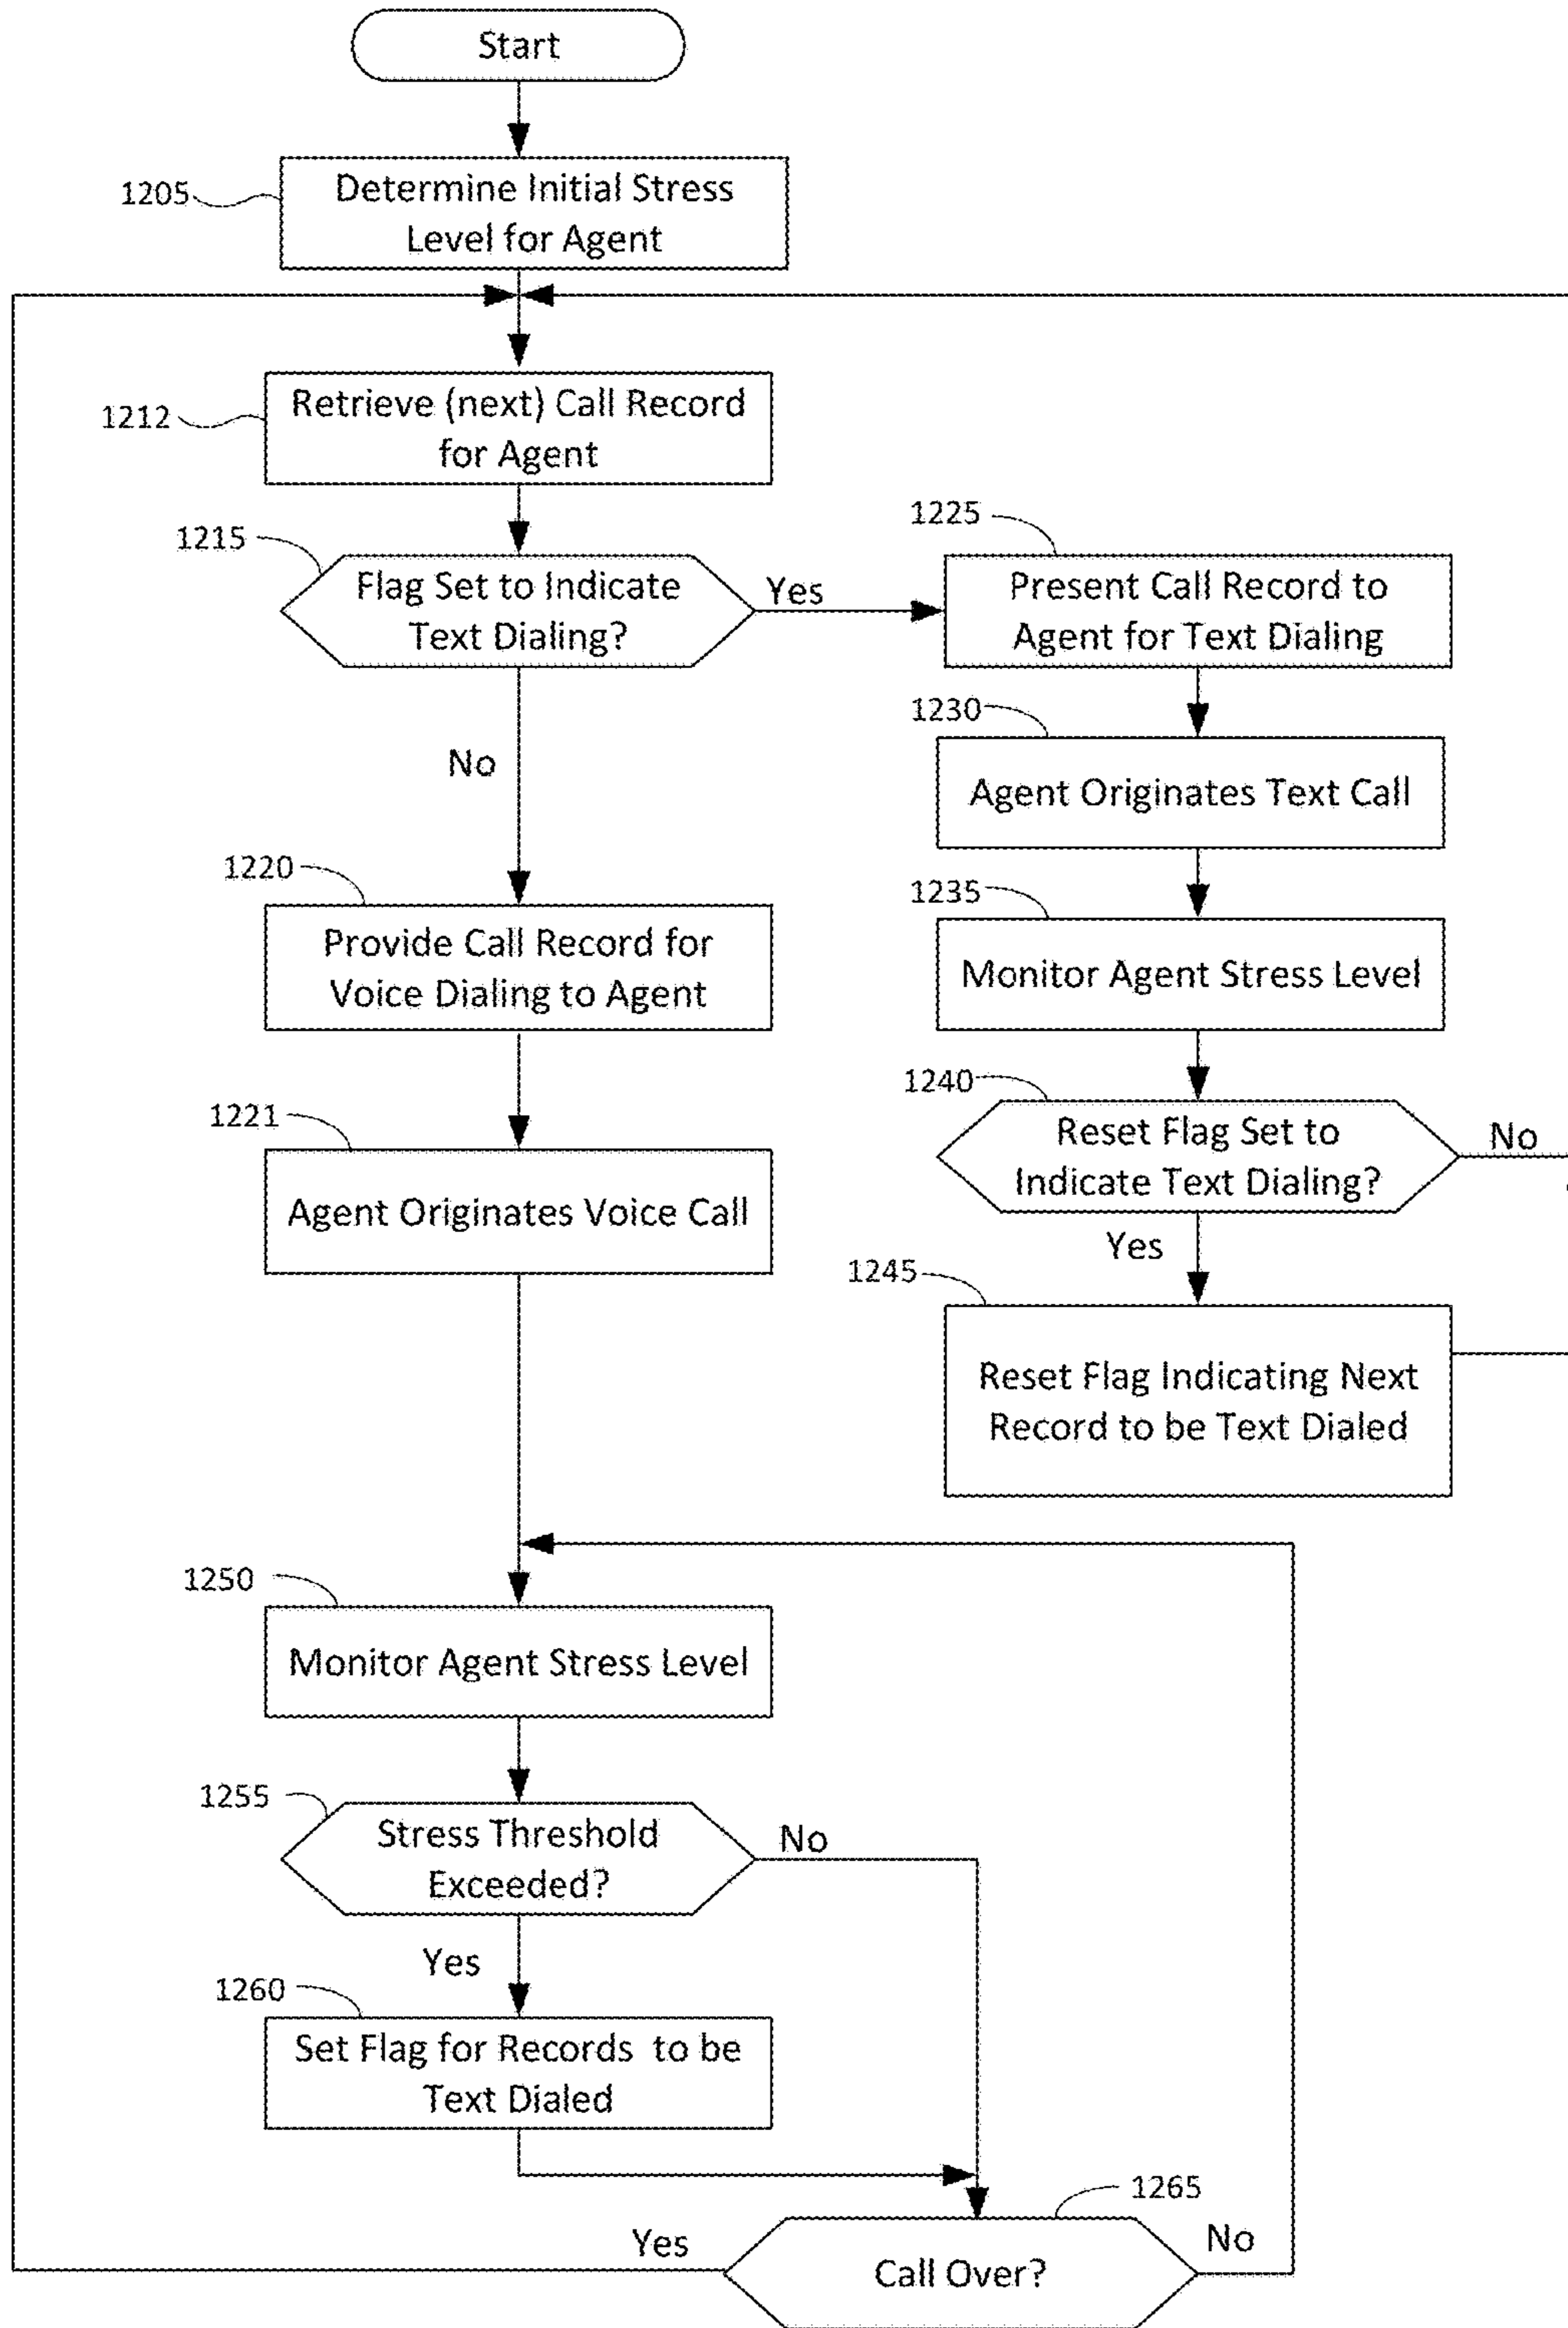 Start
1205
Determine Initial Stress
Level for Agent
1212
Retrieve (next) Call Record
for Agent
1215
Flag Set to Indicate
Text Dialing?
Yes
No
1225
Present Call Record to
Agent for Text Dialing
1230
Agent Originates Text Call
1220
Provide Call Record for
Voice Dialing to Agent
1235
Monitor Agent Stress Level
1221
Agent Originates Voice Call
1240
Reset Flag Set to
Indicate Text Dialing?
No
Yes
1245
Reset Flag Indicating Next
Record to be Text Dialed
1250
Monitor Agent Stress Level
1255
Stress Threshold
Exceeded?
No
Yes
1260
Set Flag for Records to be
Text Dialed
1265
Yes
Call Over?
No